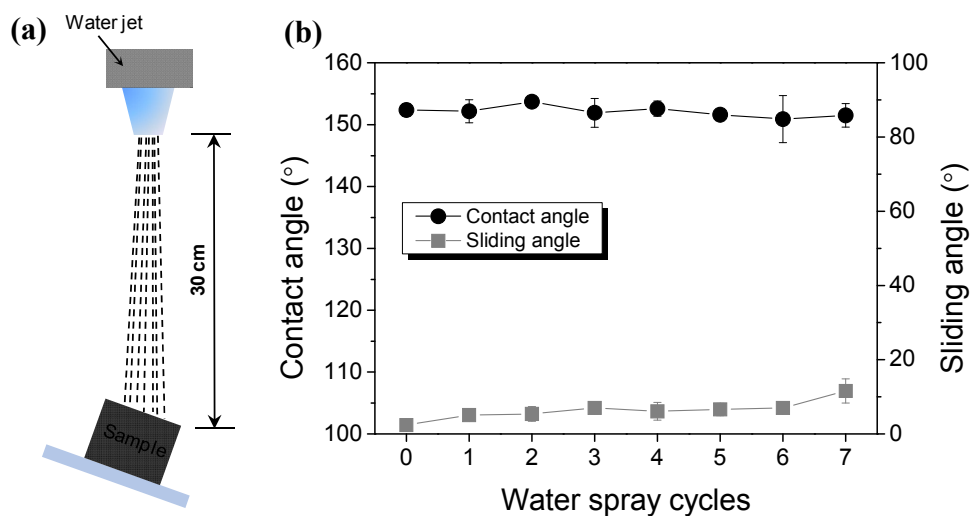 (a)
Water jet
30 cm
Sample
(b)
160
150
140
130
120
110
100
Contact angle (°)
Contact angle
Sliding angle
100
80
60
40
20
0
Sliding angle (°)
0 1 2 3 4 5 6 7
Water spray cycles